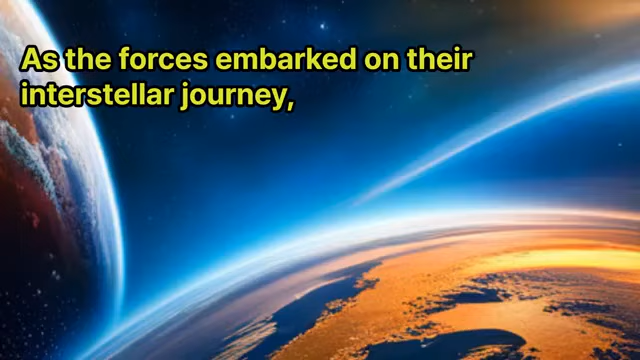 As the forces embarked on their
interstellar journey,